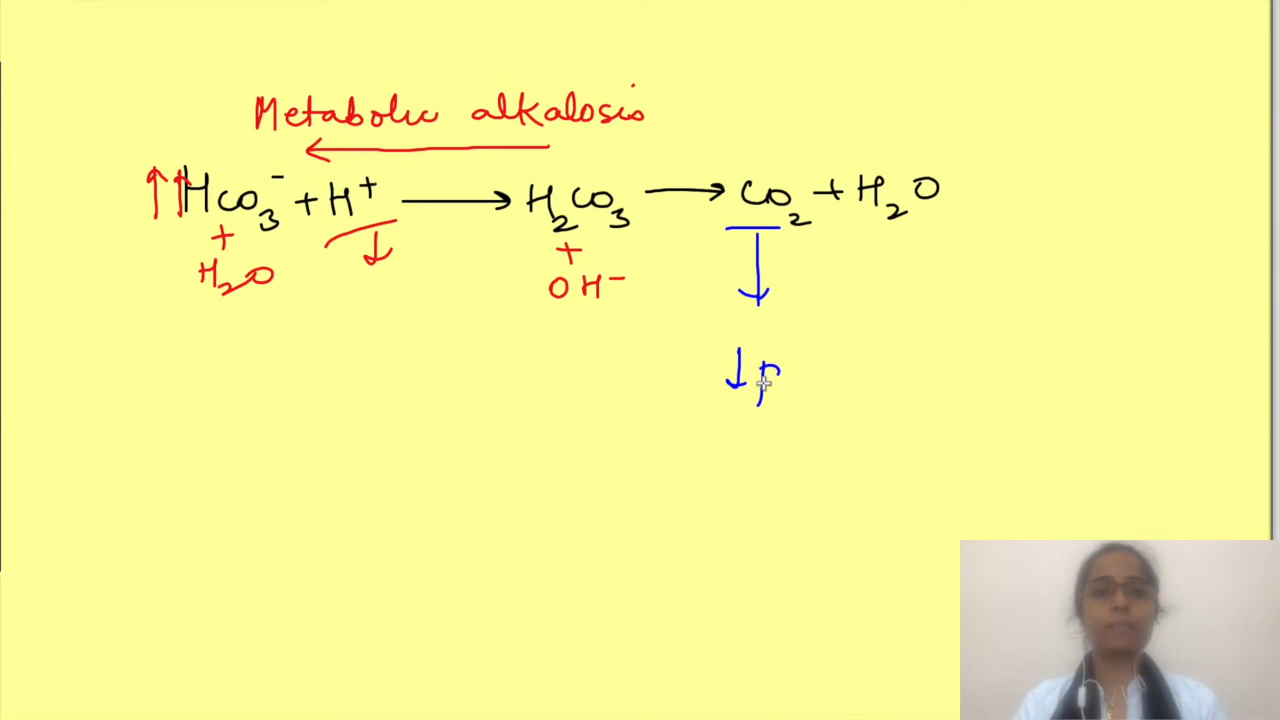 Metabolic alkalosis
↑↑HCO₃⁻ + H⁺ → H₂CO₃ → CO₂ + H₂O
+ ↓ +
H₂O OH⁻
↓ p